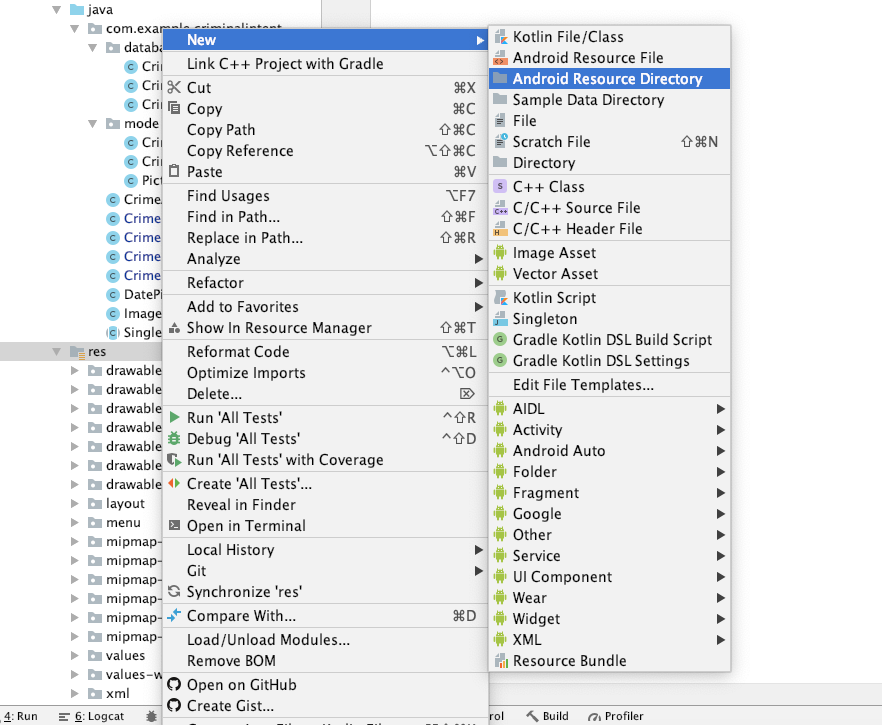 java
com.example.criminalintent
datab
Crim
Crim
Crim
mode
Crim
Crim
Pict
Crime
Crime
Crime
Crime
Crime
DatePi
Image
Single
res
drawable
drawable
drawable
drawable
drawable
drawable
drawable
layout
menu
mipmap-
mipmap-
mipmap-
mipmap-
mipmap-
mipmap-
values
values-w
xml
New
Link C++ Project with Gradle
Cut ⌘X
Copy ⌘C
Copy Path ⇧⌘C
Copy Reference ⌥⇧⌘C
Paste ⌘V
Find Usages ⌥F7
Find in Path... ⇧⌘F
Replace in Path... ⇧⌘R
Analyze
Refactor
Add to Favorites
Show In Resource Manager ⇧⌘T
Reformat Code ⌥⌘L
Optimize Imports ^⌥O
Delete... ⌦
Run 'All Tests' ^⇧R
Debug 'All Tests' ^⇧D
Run 'All Tests' with Coverage
Create 'All Tests'...
Reveal in Finder
Open in Terminal
Local History
Git
Synchronize 'res'
Compare With... ⌘D
Load/Unload Modules...
Remove BOM
Open on GitHub
Create Gist...
Kotlin File/Class
Android Resource File
Android Resource Directory
Sample Data Directory
File
Scratch File ⇧⌘N
Directory
C++ Class
C/C++ Source File
C/C++ Header File
Image Asset
Vector Asset
Kotlin Script
Singleton
Gradle Kotlin DSL Build Script
Gradle Kotlin DSL Settings
Edit File Templates...
AIDL
Activity
Android Auto
Folder
Fragment
Google
Other
Service
UI Component
Wear
Widget
XML
Resource Bundle
4: Run 6: Logcat rol Build Profiler